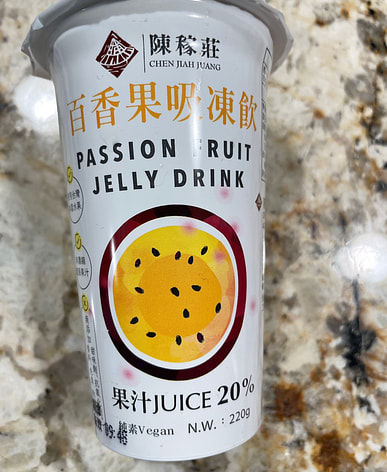 陳稼莊
CHEN JIAH JUANG
百香果吸凍飲
PASSION FRUIT
JELLY DRINK
果汁JUICE 20%
純素Vegan N.W.：220g